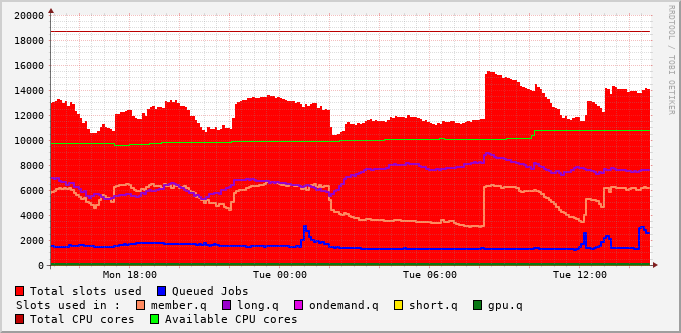 20000
18000
16000
14000
12000
10000
8000
6000
4000
2000
0
Mon 18:00 Tue 00:00 Tue 06:00 Tue 12:00
Total slots used Queued Jobs
Slots used in : member.q long.q ondemand.q short.q gpu.q
Total CPU cores Available CPU cores
RRDTOOL / TOBI OETIKER